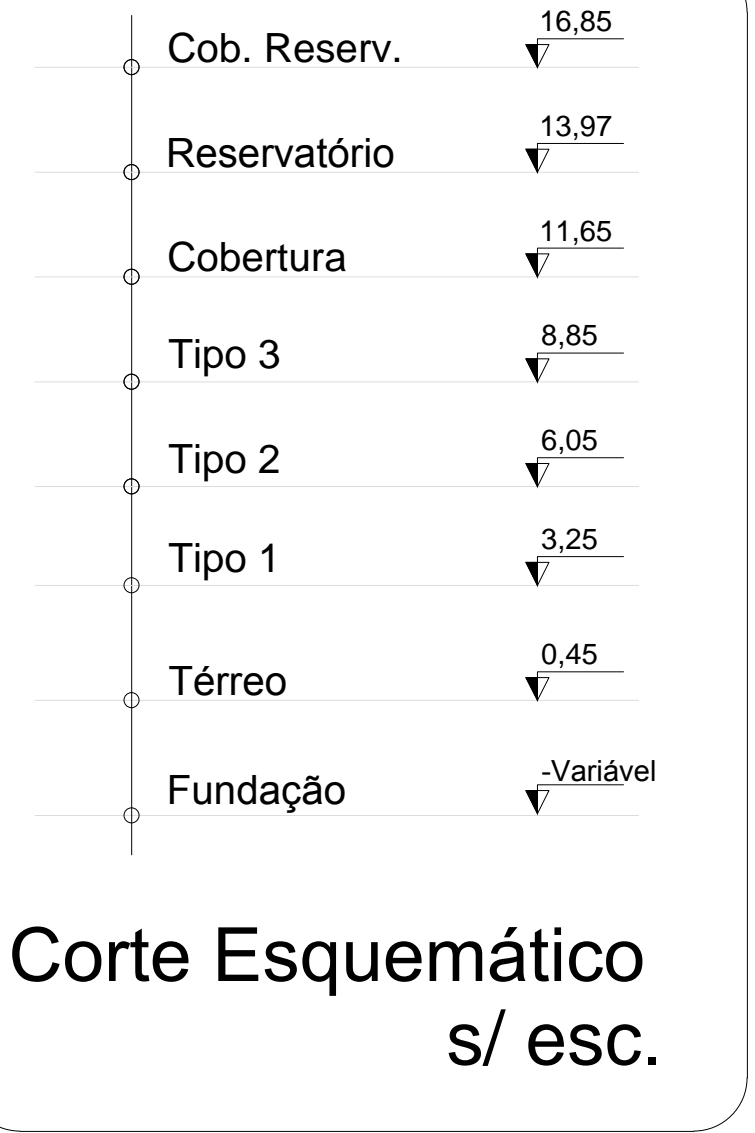 16,85
Cob. Reserv.
13,97
Reservatório
11,65
Cobertura
8,85
Tipo 3
6,05
Tipo 2
3,25
Tipo 1
0,45
Térreo
-Variável
Fundação
Corte Esquemático
s/ esc.